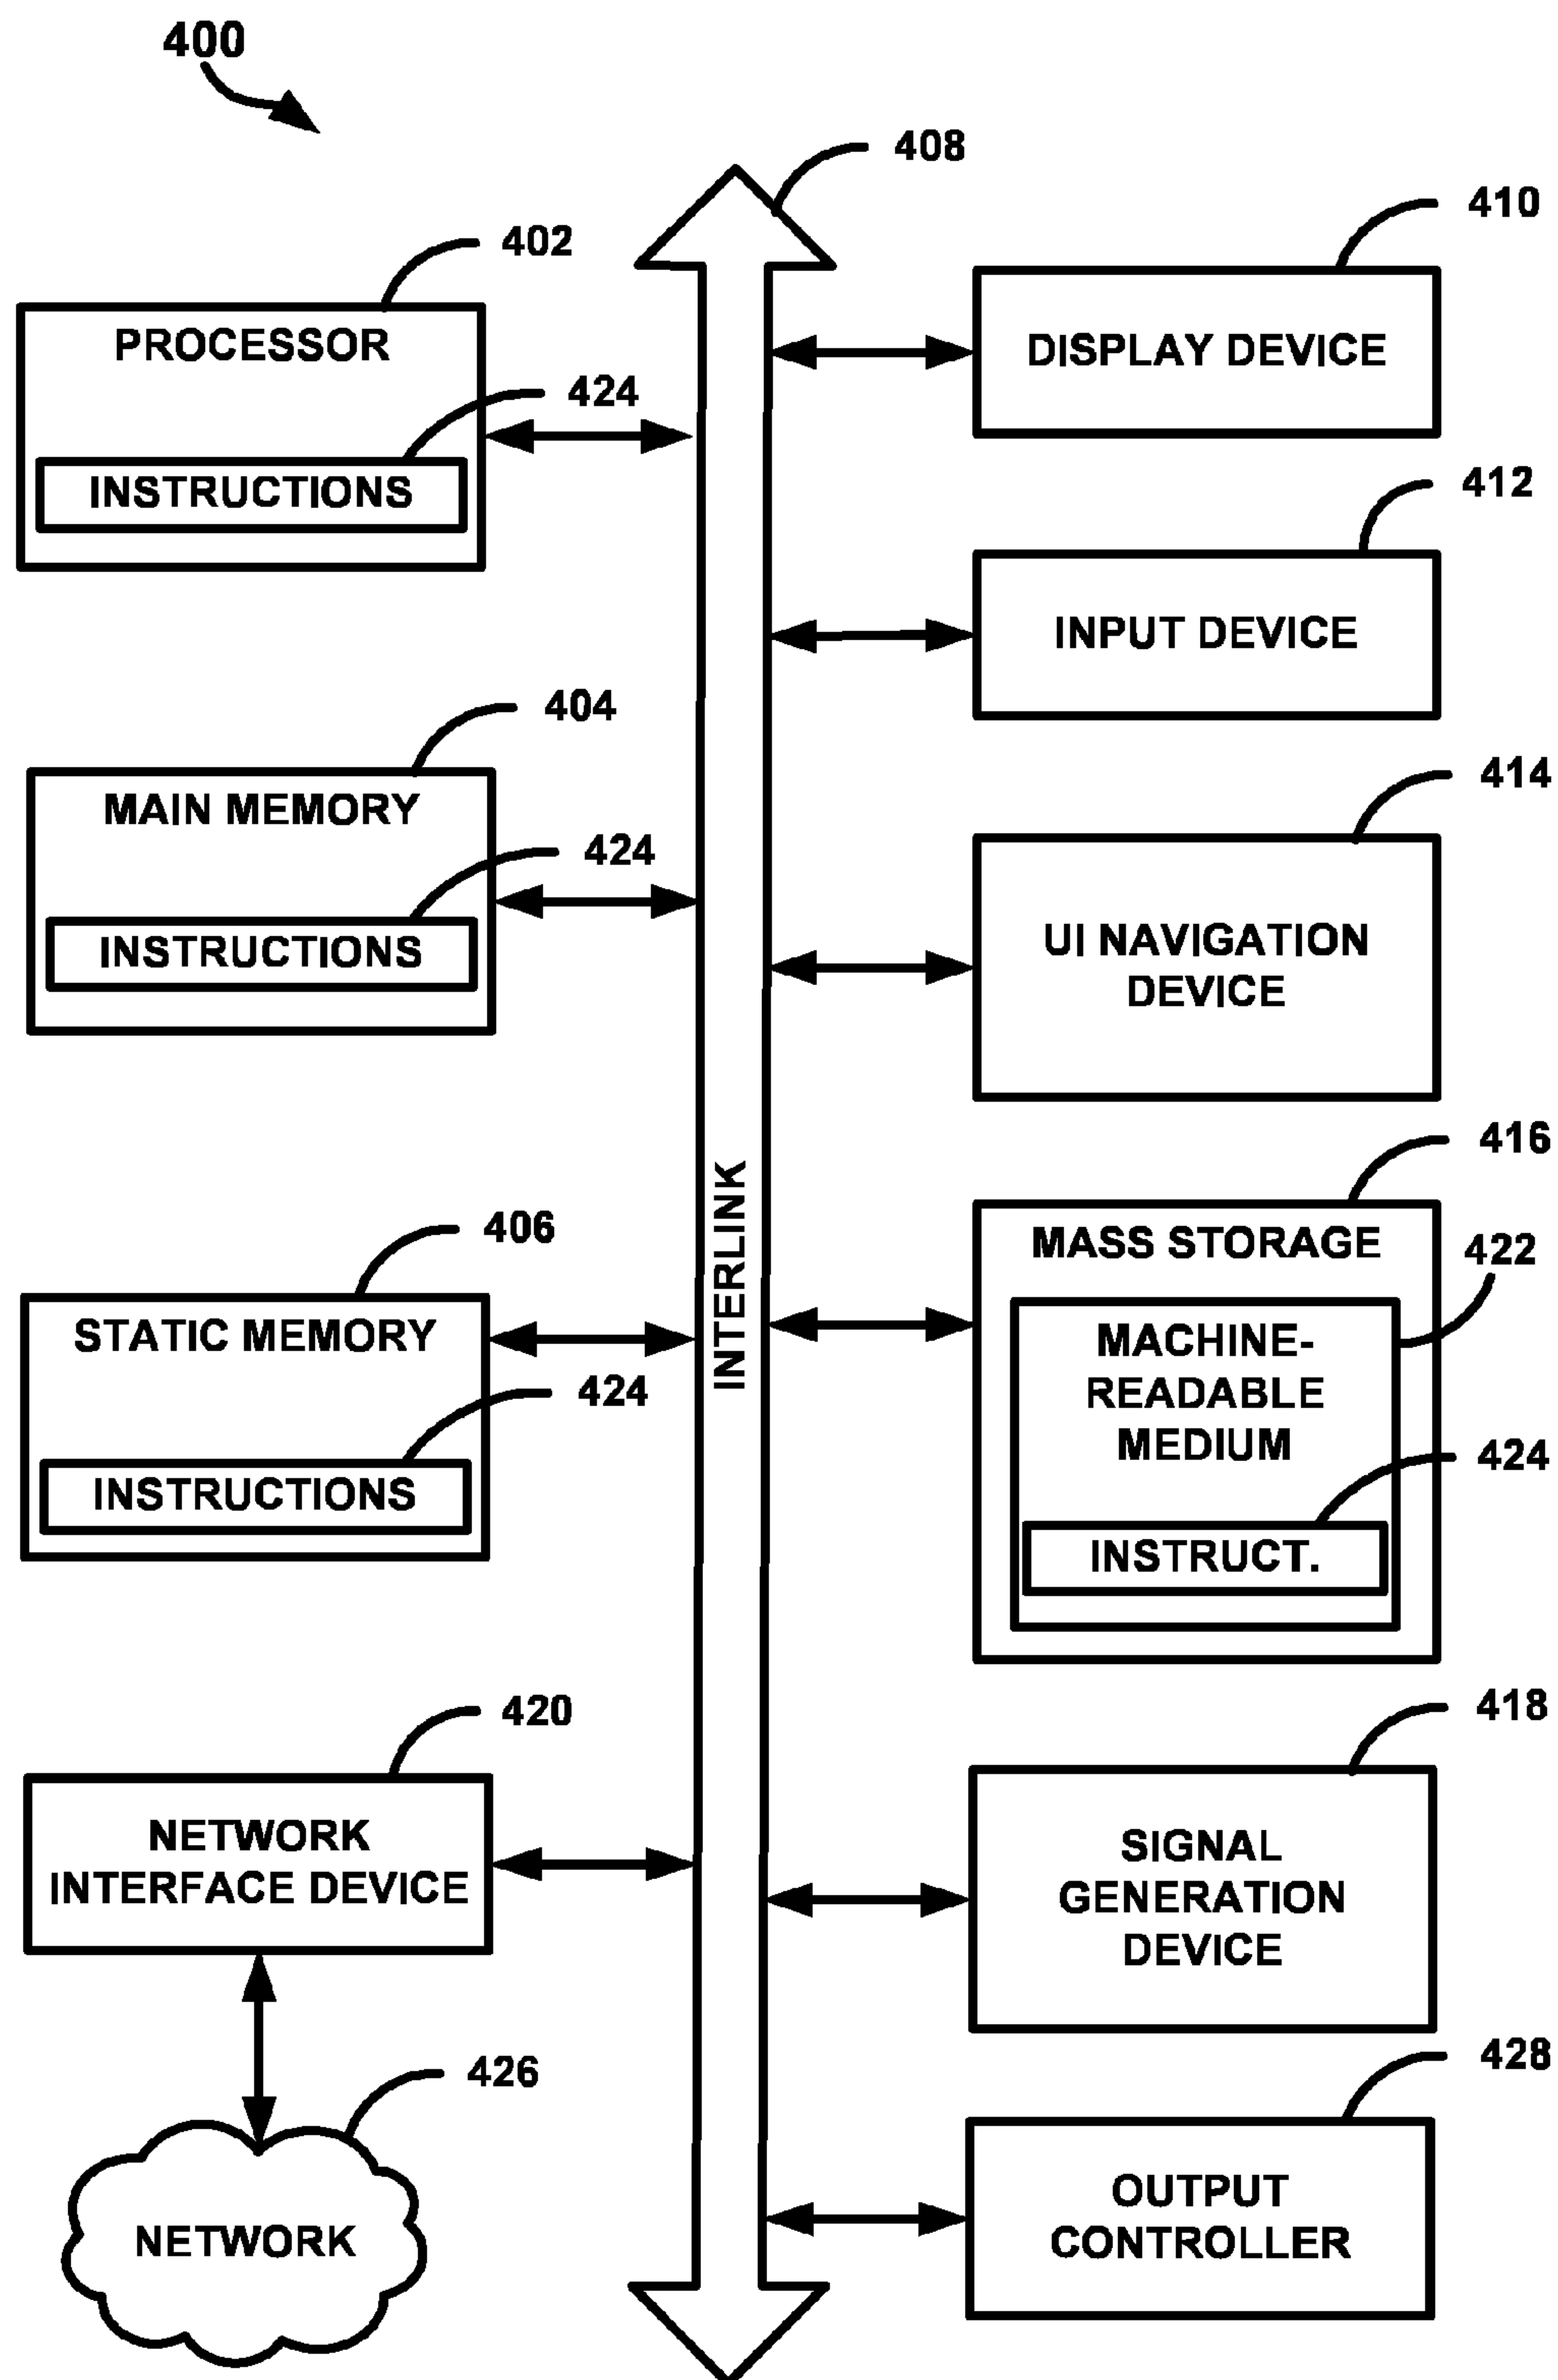 400
408
402
PROCESSOR
424
INSTRUCTIONS
404
MAIN MEMORY
424
INSTRUCTIONS
406
STATIC MEMORY
424
INSTRUCTIONS
420
NETWORK
INTERFACE DEVICE
426
NETWORK
INTERLINK
410
DISPLAY DEVICE
412
INPUT DEVICE
414
UI NAVIGATION
DEVICE
416
MASS STORAGE
422
MACHINE-
READABLE
MEDIUM
424
INSTRUCT.
418
SIGNAL
GENERATION
DEVICE
428
OUTPUT
CONTROLLER